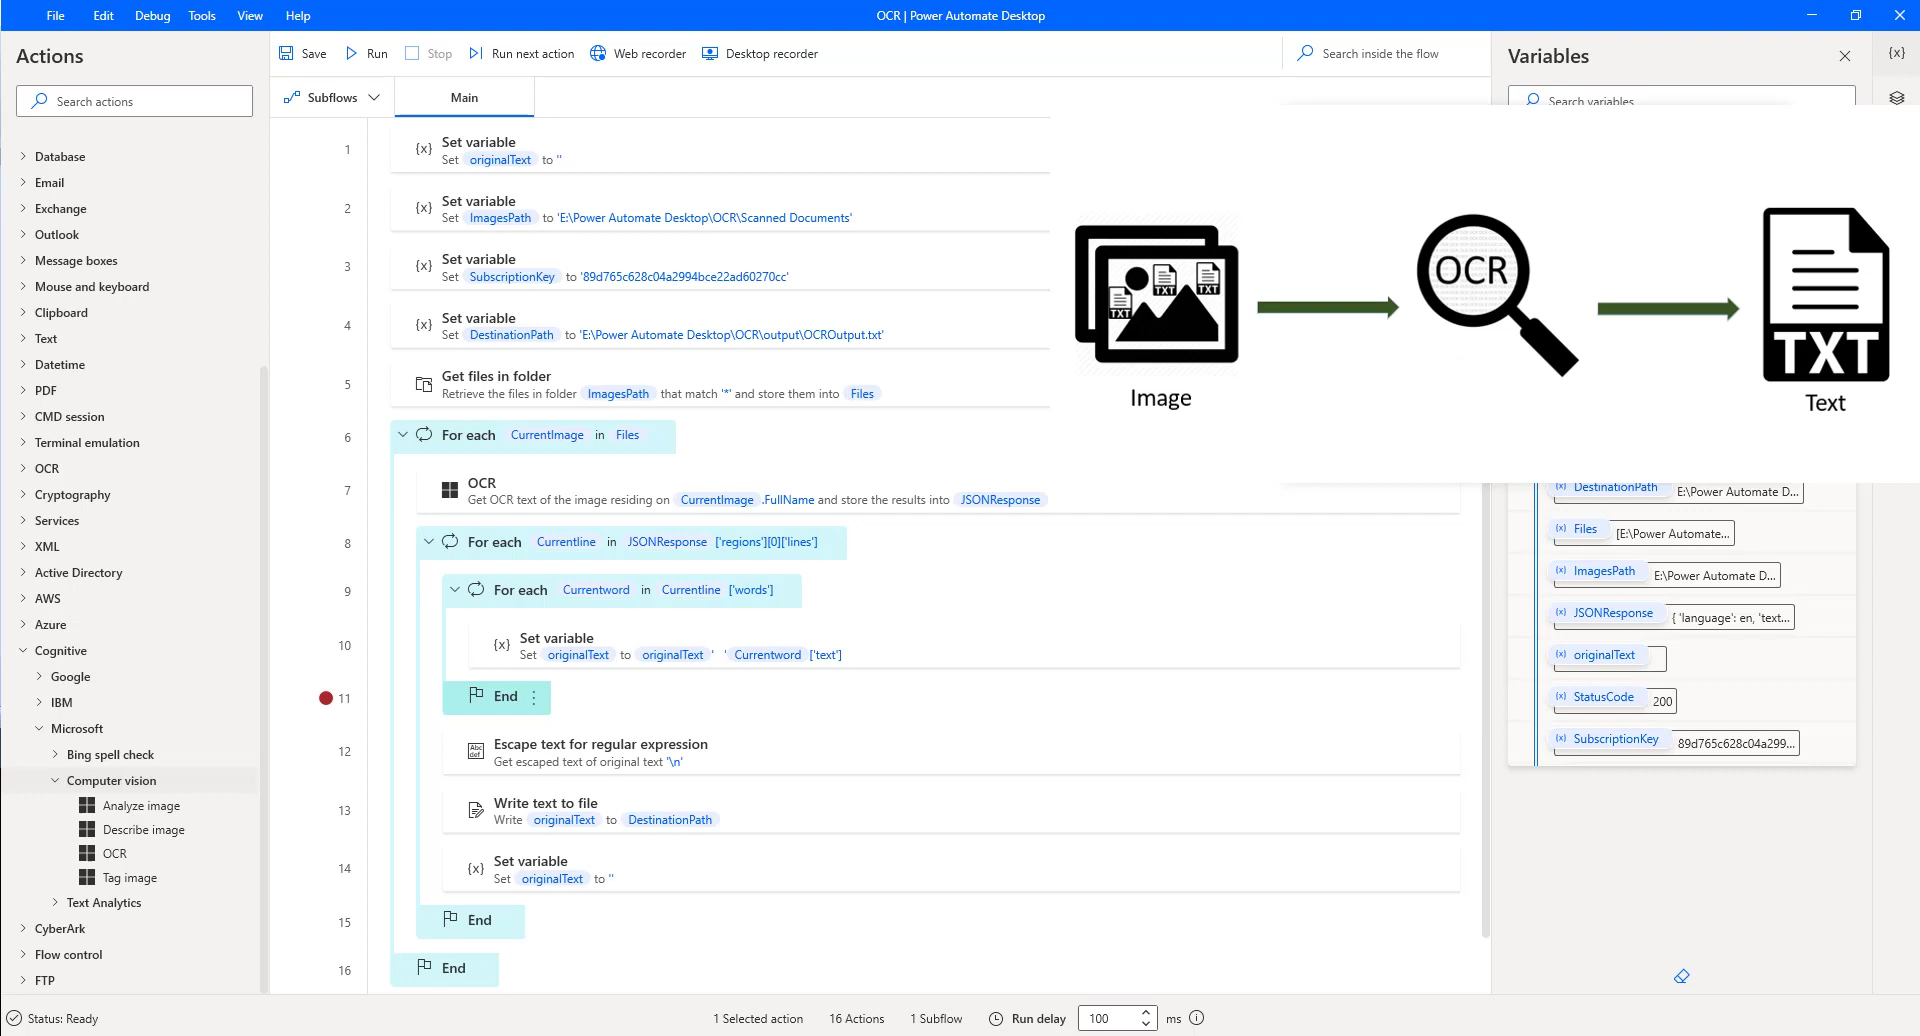 File Edit Debug Tools View Help
OCR | Power Automate Desktop
Actions
Search actions
Database
Email
Exchange
Outlook
Message boxes
Mouse and keyboard
Clipboard
Text
Datetime
PDF
CMD session
Terminal emulation
OCR
Cryptography
Services
XML
Active Directory
AWS
Azure
Cognitive
Google
IBM
Microsoft
Bing spell check
Computer vision
Analyze image
Describe image
OCR
Tag image
Text Analytics
CyberArk
Flow control
FTP
Save Run Stop Run next action Web recorder Desktop recorder
Search inside the flow
Subflows Main
1 {x} Set variable
Set originalText to ''
2 {x} Set variable
Set ImagesPath to 'E:\Power Automate Desktop\OCR\Scanned Documents'
3 {x} Set variable
Set SubscriptionKey to '89d765c628c04a2994bce22ad60270cc'
4 {x} Set variable
Set DestinationPath to 'E:\Power Automate Desktop\OCR\output\OCROutput.txt'
5 Get files in folder
Retrieve the files in folder ImagesPath that match '*' and store them into Files
6 For each CurrentImage in Files
7 OCR
Get OCR text of the image residing on CurrentImage .FullName and store the results into JSONResponse
8 For each Currentline in JSONResponse ['regions'][0]['lines']
9 For each Currentword in Currentline ['words']
10 {x} Set variable
Set originalText to originalText ' ' Currentword ['text']
11 End
12 Abc def Escape text for regular expression
Get escaped text of original text '\n'
13 Write text to file
Write originalText to DestinationPath
14 {x} Set variable
Set originalText to ''
15 End
16 End
Variables
{x}
Search variables
TXT TXT TXT
Image
OCR
TXT
Text
{x} DestinationPath E:\Power Automate D...
{x} Files [E:\Power Automate...
{x} ImagesPath E:\Power Automate D...
{x} JSONResponse { 'language': en, 'text...
{x} originalText
{x} StatusCode 200
{x} SubscriptionKey 89d765c628c04a299...
Status: Ready
1 Selected action 16 Actions 1 Subflow Run delay 100 ms